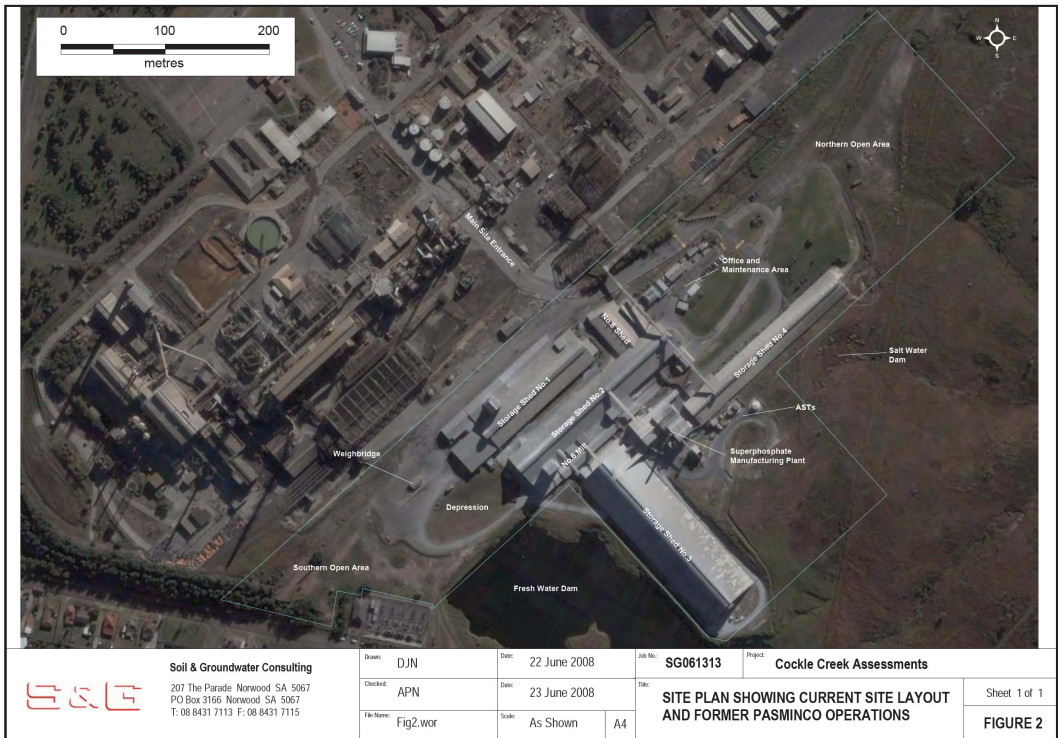 0 100 200
metres
N
W E
S
Northern Open Area
Main Site Entrance
Office and
Maintenance Area
No.8 Shed
Storage Shed No.4
Salt Water
Dam
Storage Shed No.1
Storage Shed No.2
ASTs
Weighbridge
No.6 Mill
Superphosphate
Manufacturing Plant
Depression
Storage Shed No.3
Southern Open Area
Fresh Water Dam
S & G
Soil & Groundwater Consulting
207 The Parade Norwood SA 5067
PO Box 3166 Norwood SA 5067
T: 08 8431 7113 F: 08 8431 7115
Drawn: DJN
Date: 22 June 2008
Job No.: SG061313
Project: Cockle Creek Assessments
Checked: APN
Date: 23 June 2008
Title: SITE PLAN SHOWING CURRENT SITE LAYOUT
AND FORMER PASMINCO OPERATIONS
Sheet 1 of 1
File Name: Fig2.wor
Scale: As Shown
A4
FIGURE 2